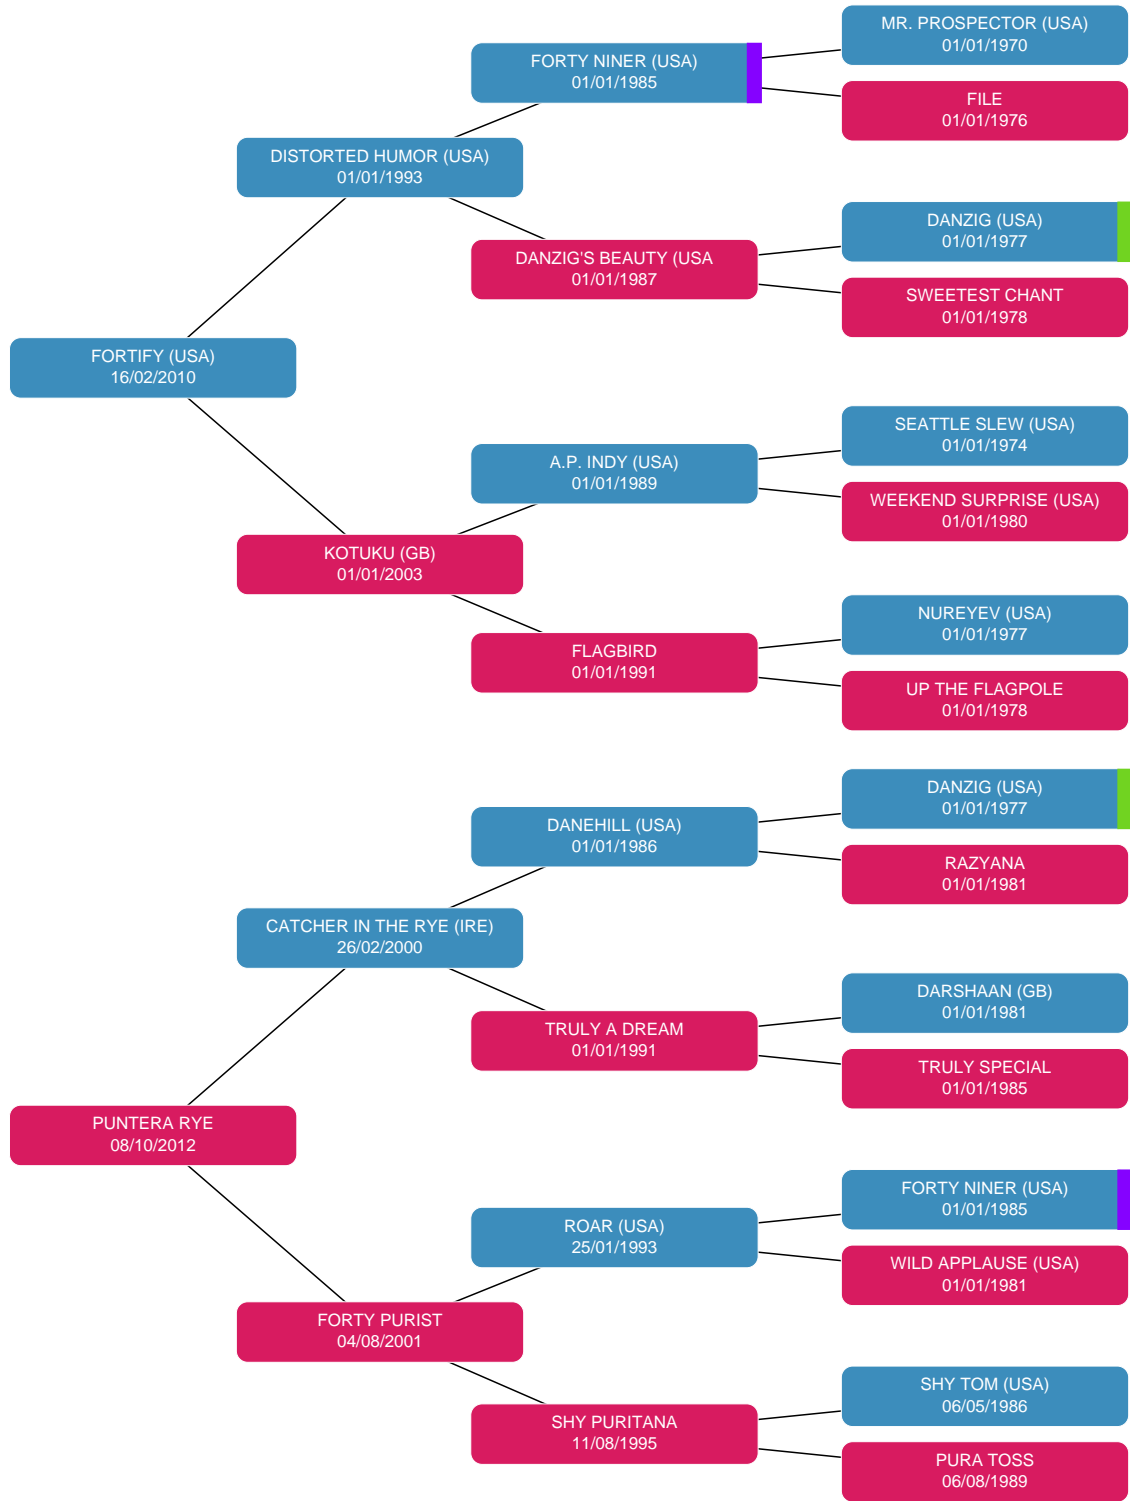 MR. PROSPECTOR (USA)
01/01/1970
FORTY NINER (USA)
01/01/1985
FILE
01/01/1976
DISTORTED HUMOR (USA)
01/01/1993
DANZIG (USA)
01/01/1977
DANZIG'S BEAUTY (USA
01/01/1987
SWEETEST CHANT
01/01/1978
FORTIFY (USA)
16/02/2010
SEATTLE SLEW (USA)
01/01/1974
A.P. INDY (USA)
01/01/1989
WEEKEND SURPRISE (USA)
01/01/1980
KOTUKU (GB)
01/01/2003
NUREYEV (USA)
01/01/1977
FLAGBIRD
01/01/1991
UP THE FLAGPOLE
01/01/1978
DANZIG (USA)
01/01/1977
DANEHILL (USA)
01/01/1986
RAZYANA
01/01/1981
CATCHER IN THE RYE (IRE)
26/02/2000
DARSHAAN (GB)
01/01/1981
TRULY A DREAM
01/01/1991
TRULY SPECIAL
01/01/1985
PUNTERA RYE
08/10/2012
FORTY NINER (USA)
01/01/1985
ROAR (USA)
25/01/1993
WILD APPLAUSE (USA)
01/01/1981
FORTY PURIST
04/08/2001
SHY TOM (USA)
06/05/1986
SHY PURITANA
11/08/1995
PURA TOSS
06/08/1989